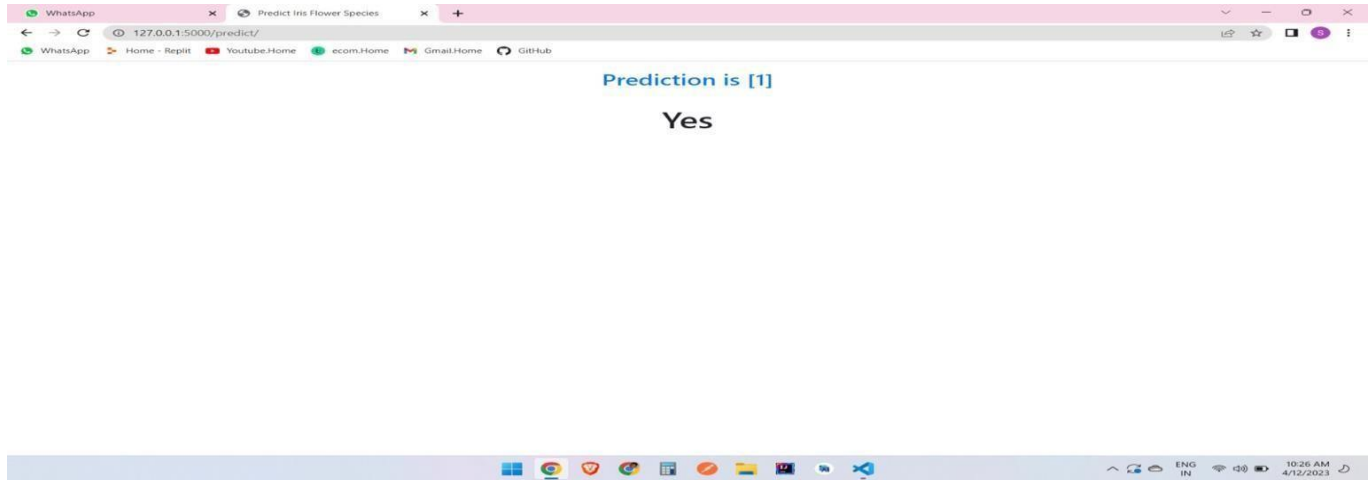 WhatsApp
Predict Iris Flower Species
127.0.0.1:5000/predict/
S
WhatsApp Home - Replit Youtube.Home ecom.Home Gmail.Home GitHub
Prediction is [1]
Yes
ENG
IN
10:26 AM
4/12/2023